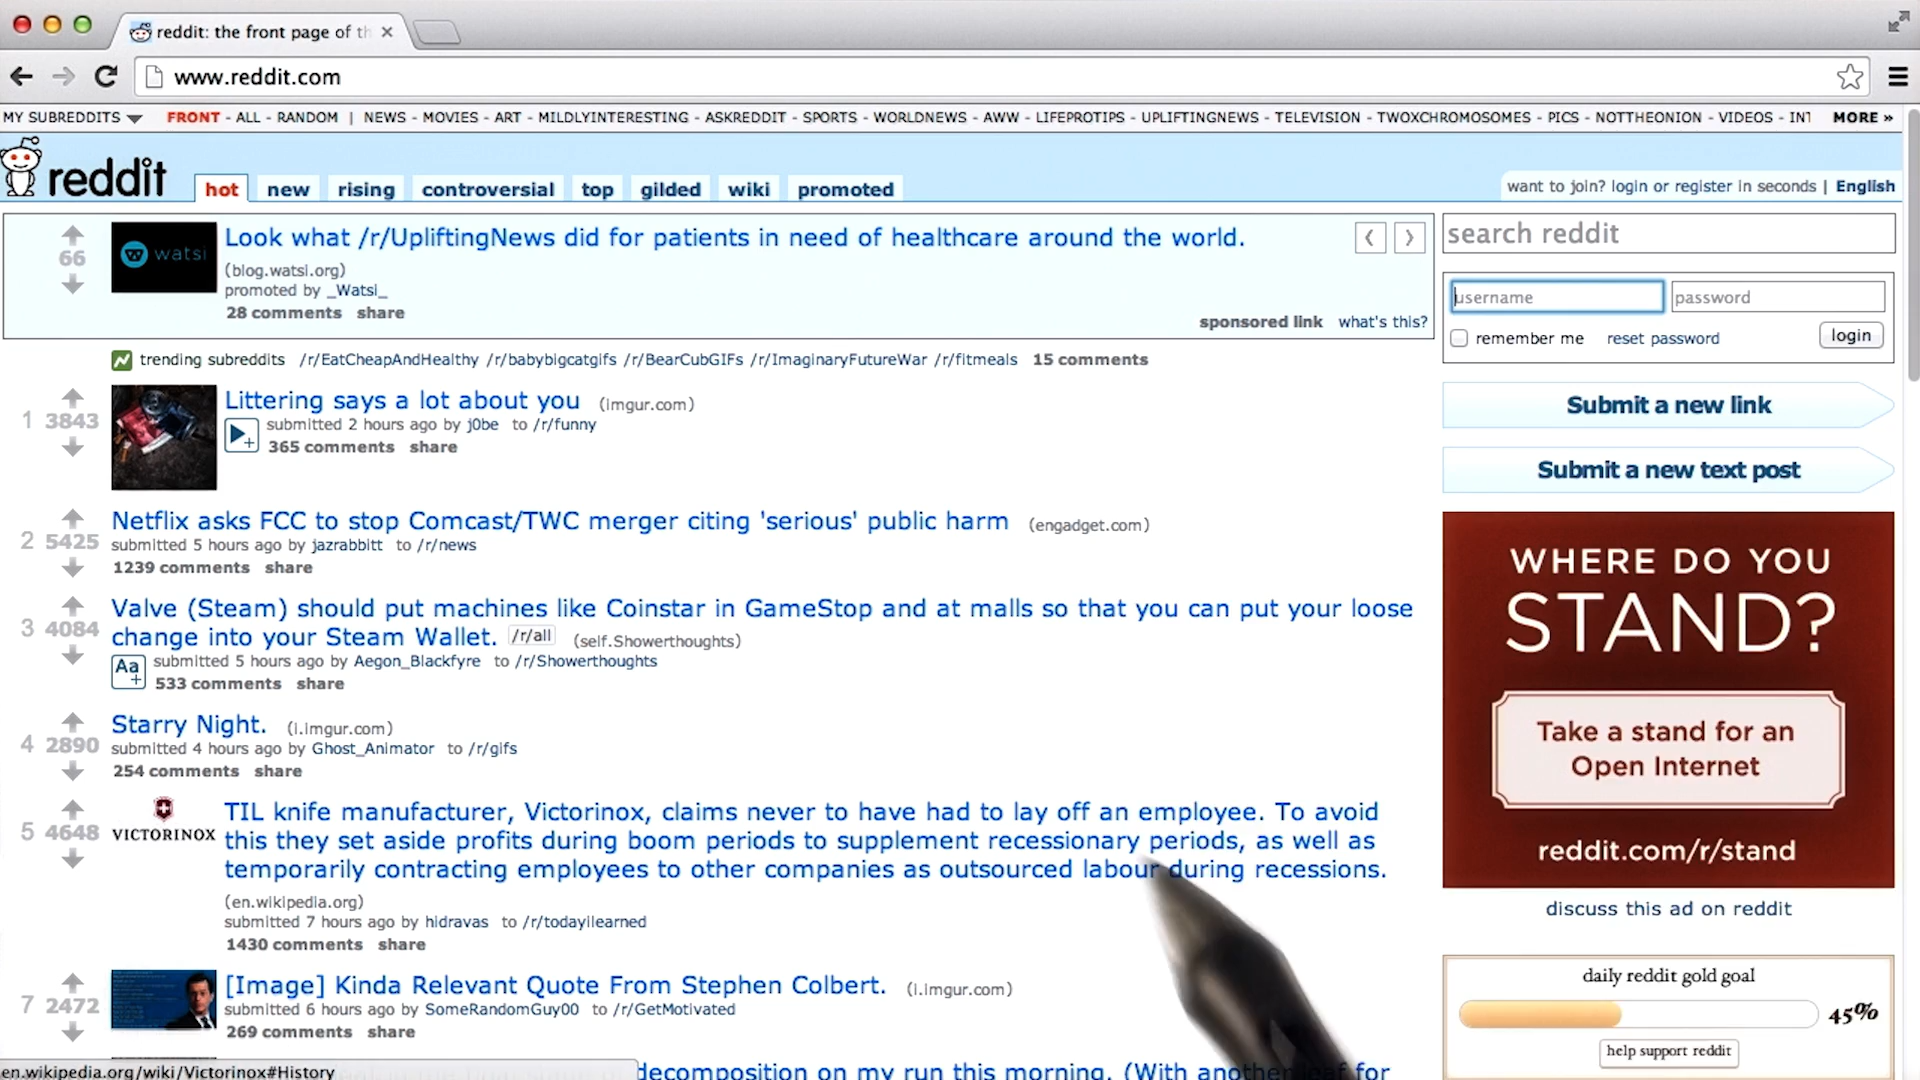 reddit: the front page of th
www.reddit.com
MY SUBREDDITS FRONT - ALL - RANDOM | NEWS - MOVIES - ART - MILDLYINTERESTING - ASKREDDIT - SPORTS - WORLDNEWS - AWW - LIFEPROTIPS - UPLIFTINGNEWS - TELEVISION - TWOXCHROMOSOMES - PICS - NOTTHEONION - VIDEOS - INT MORE »
reddit hot new rising controversial top gilded wiki promoted
want to join? login or register in seconds | English
66
watsi
Look what /r/UpliftingNews did for patients in need of healthcare around the world.
(blog.watsi.org)
promoted by _Watsi_
28 comments share
sponsored link what's this?
trending subreddits /r/EatCheapAndHealthy /r/babybigcatgifs /r/BearCubGIFs /r/ImaginaryFutureWar /r/fitmeals 15 comments
1 3843
Littering says a lot about you (imgur.com)
submitted 2 hours ago by j0be to /r/funny
365 comments share
2 5425
Netflix asks FCC to stop Comcast/TWC merger citing 'serious' public harm (engadget.com)
submitted 5 hours ago by jazrabbitt to /r/news
1239 comments share
3 4084
Valve (Steam) should put machines like Coinstar in GameStop and at malls so that you can put your loose
change into your Steam Wallet. /r/all (self.Showerthoughts)
Aa+
submitted 5 hours ago by Aegon_Blackfyre to /r/Showerthoughts
533 comments share
4 2890
Starry Night. (i.imgur.com)
submitted 4 hours ago by Ghost_Animator to /r/gifs
254 comments share
5 4648
VICTORINOX
TIL knife manufacturer, Victorinox, claims never to have had to lay off an employee. To avoid
this they set aside profits during boom periods to supplement recessionary periods, as well as
temporarily contracting employees to other companies as outsourced labour during recessions.
(en.wikipedia.org)
submitted 7 hours ago by hidravas to /r/todayilearned
1430 comments share
7 2472
[Image] Kinda Relevant Quote From Stephen Colbert. (i.imgur.com)
submitted 6 hours ago by SomeRandomGuy00 to /r/GetMotivated
269 comments share
decomposition on my run this morning. (With another leaf for
en.wikipedia.org/wiki/Victorinox#History
search reddit
username password
remember me reset password login
Submit a new link
Submit a new text post
WHERE DO YOU
STAND?
Take a stand for an
Open Internet
reddit.com/r/stand
discuss this ad on reddit
daily reddit gold goal
45%
help support reddit